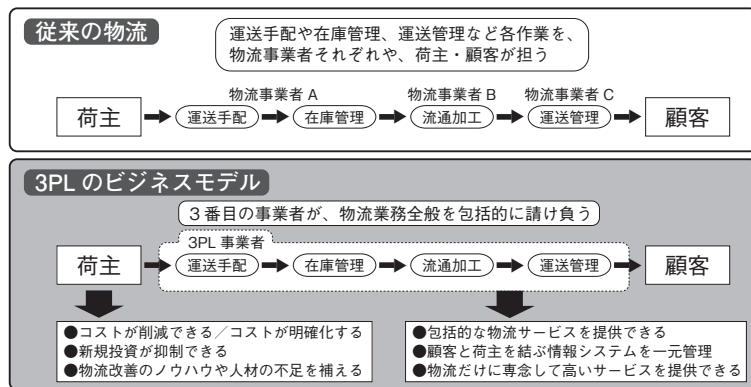 従来の物流
運送手配や在庫管理、運送管理など各作業を、
物流事業者それぞれや、荷主・顧客が担う
物流事業者 A
物流事業者 B
物流事業者 C
荷主
運送手配
在庫管理
流通加工
運送管理
顧客
3PL のビジネスモデル
3 番目の事業者が、物流業務全般を包括的に請け負う
3PL 事業者
荷主
運送手配
在庫管理
流通加工
運送管理
顧客
●コストが削減できる／コストが明確化する
●新規投資が抑制できる
●物流改善のノウハウや人材の不足を補える
●包括的な物流サービスを提供できる
●顧客と荷主を結ぶ情報システムを一元管理
●物流だけに専念して高いサービスを提供できる